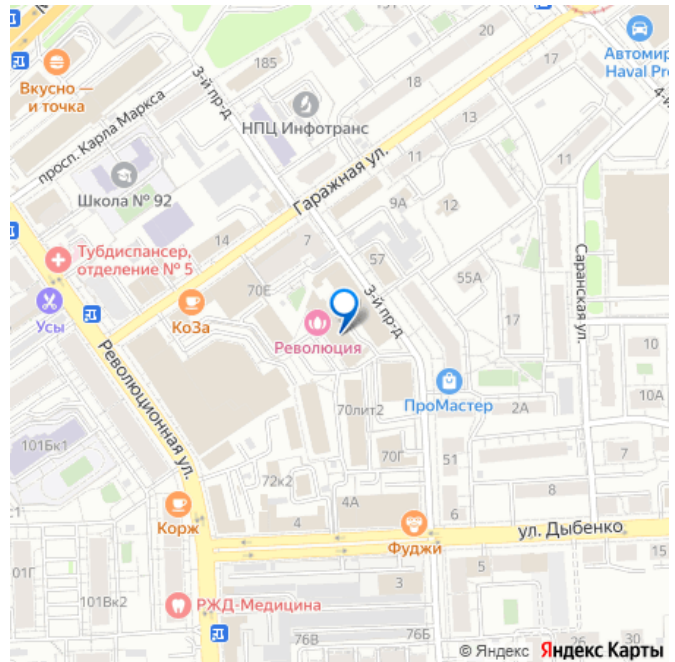 20
185
3-й пр-д
18
17
Автомир
Haval Pro
Вкусно —
и точка
просп. Карла Маркса
НПЦ Инфотранс
13
4-й
Школа № 92
Гаражная ул.
11
11
9А
12
14
7
Тубдиспансер,
отделение № 5
57
55А
Саранская ул.
70Е
3-й пр-д
Усы
КоЗа
Революция
17
10
Революционная ул.
70лит2
ПроМастер
2А
10А
101Бк1
70Г
51
7
72к2
8
4А
Корж
4
6
ул. Дыбенко
Фуджи
15
01Г
5
101Вк2
3
РЖД-Медицина
76В
76Б
30
© Яндекс Яндекс Карты